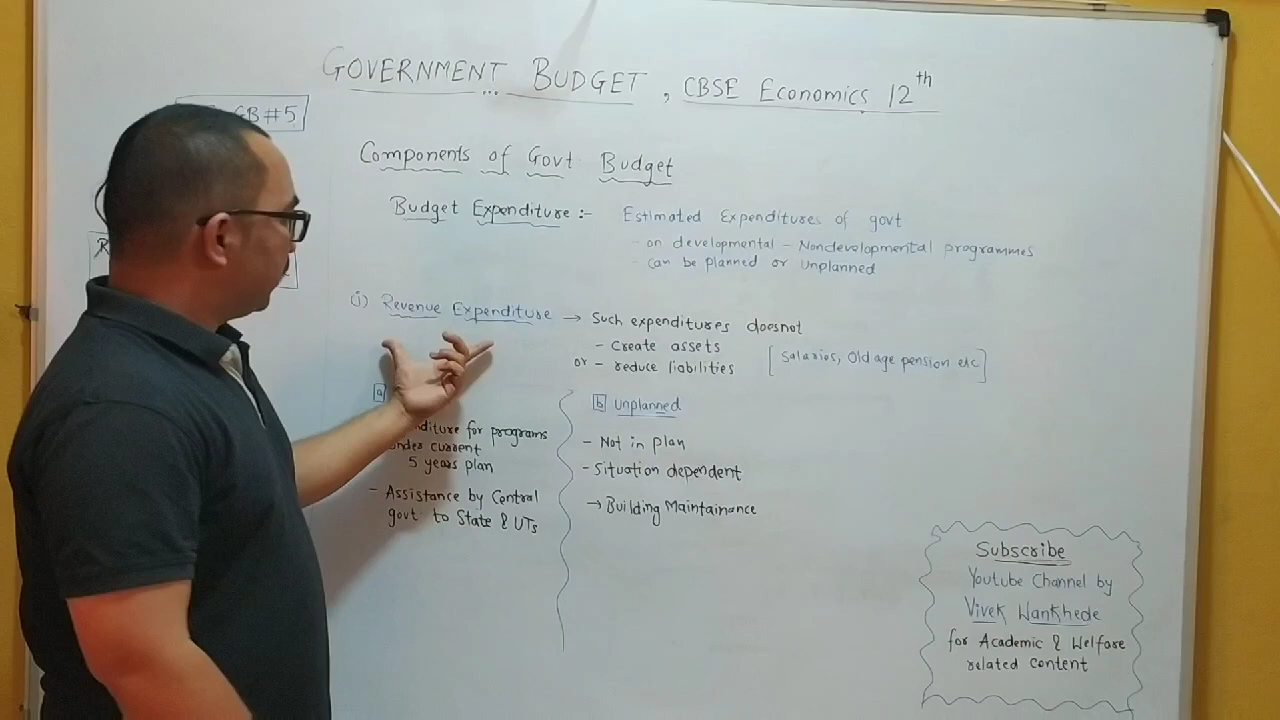 GOVERNMENT BUDGET, CBSE Economics 12th
GB#5
Components of Govt Budget
Budget Expenditure :- Estimated Expenditures of govt
- on developmental - Nondevelopmental programmes
- Can be planned or Unplanned
(i) Revenue Expenditure → Such expenditures doesnot
- Create assets
or - reduce liabilities [Salaries, Old age pension etc]
a
nditure for programs
under current
5 years plan
- Assistance by Central
govt. to State & UTs
b Unplanned
- Not in plan
- Situation dependent
→ Building Maintainance
Subscribe
Youtube Channel by
Vivek Wankhede
for Academic & Welfare
related content